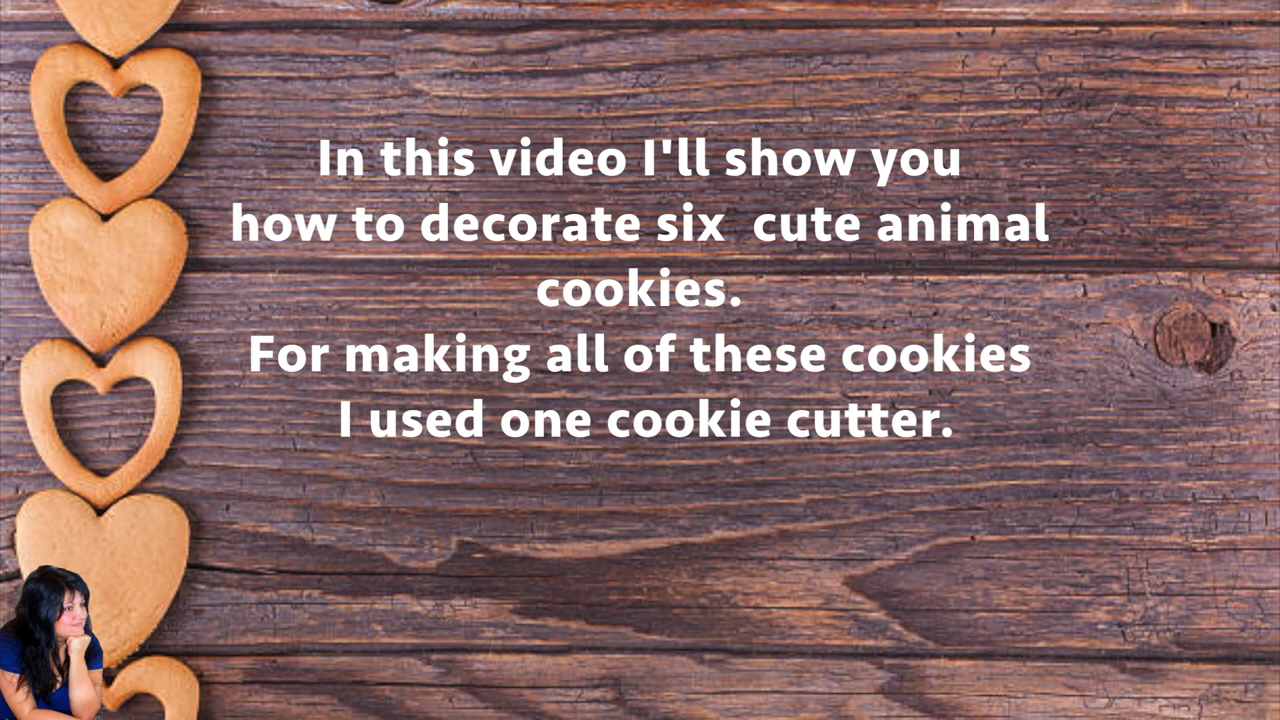 In this video I'll show you
how to decorate six  cute animal
cookies.
For making all of these cookies
I used one cookie cutter.